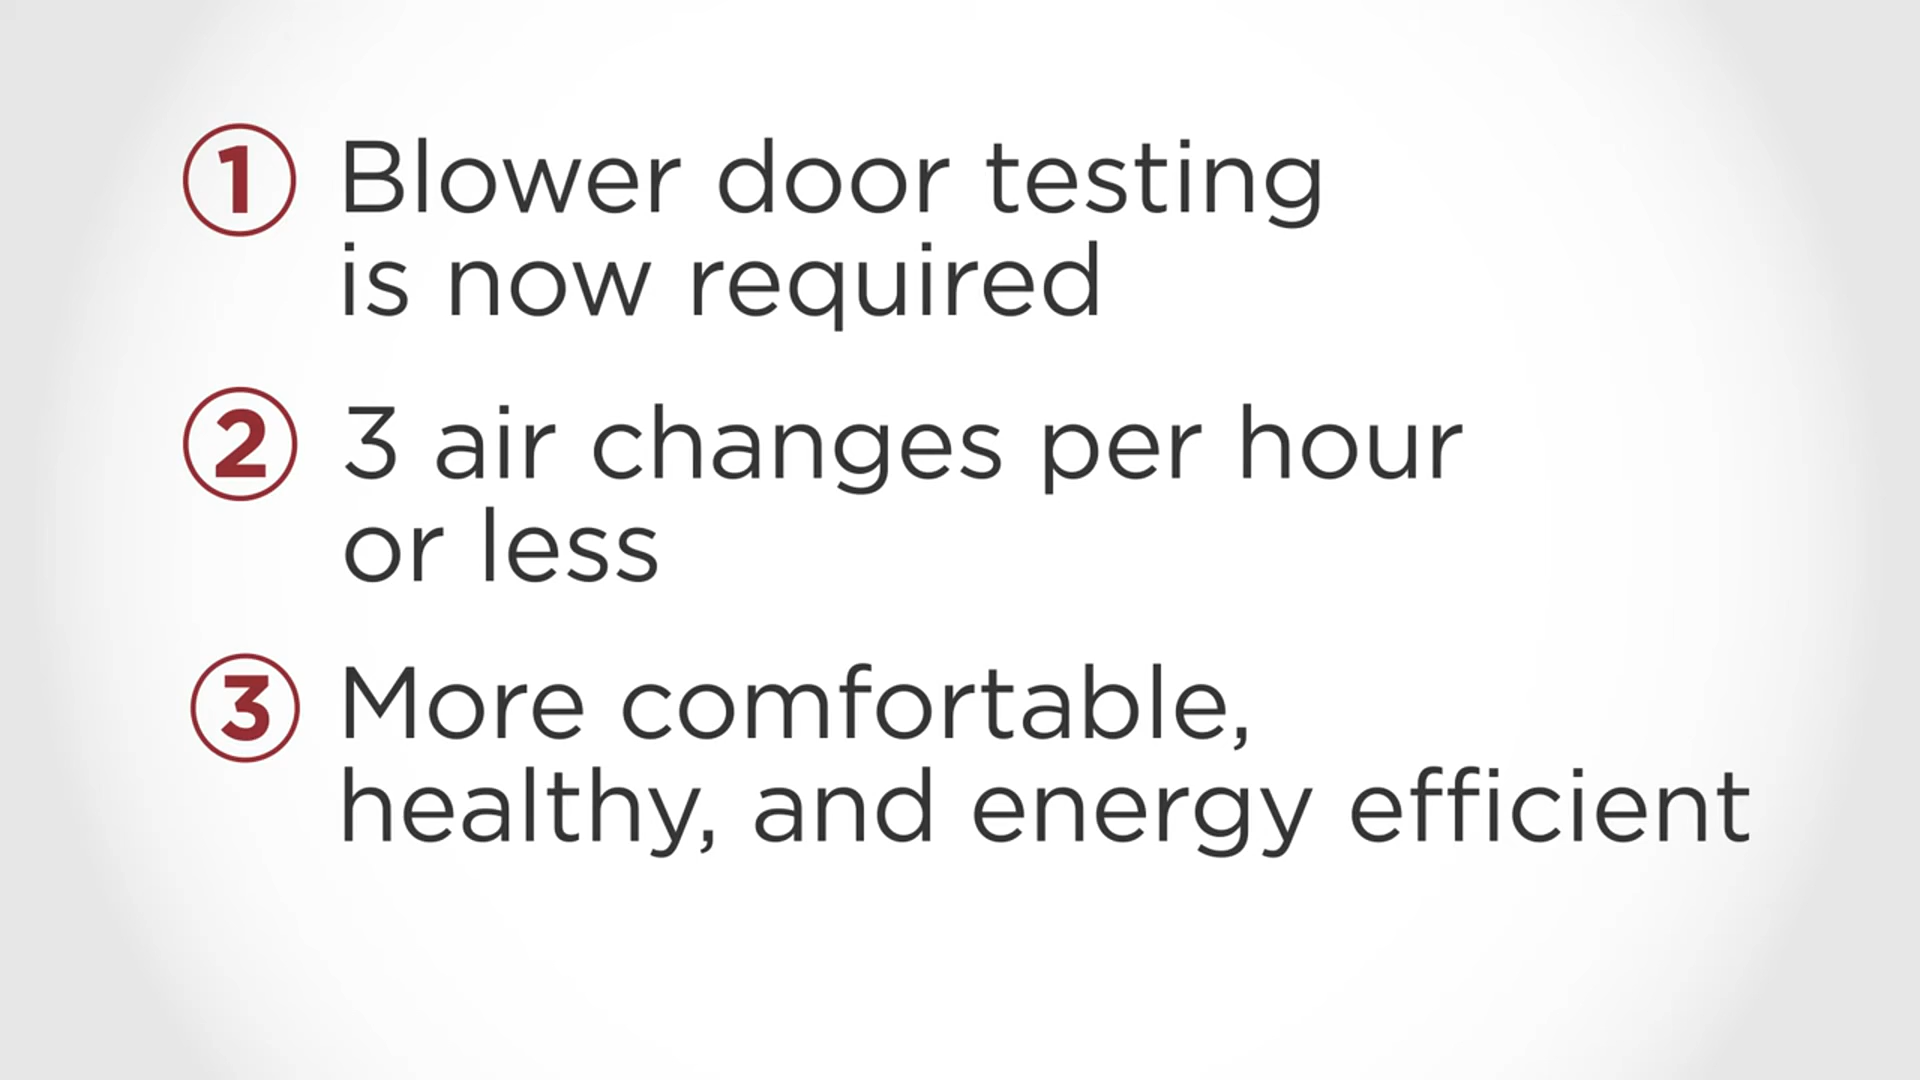 1 Blower door testing
is now required
2 3 air changes per hour
or less
3 More comfortable,
healthy, and energy efficient